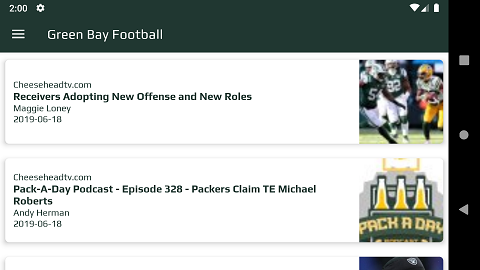 2:00
Green Bay Football
Cheeseheadtv.com
Receivers Adopting New Offense and New Roles
Maggie Loney
2019-06-18
Cheeseheadtv.com
Pack-A-Day Podcast - Episode 328 - Packers Claim TE Michael
Roberts
Andy Herman
2019-06-18
PACK A DAY
PODCAST